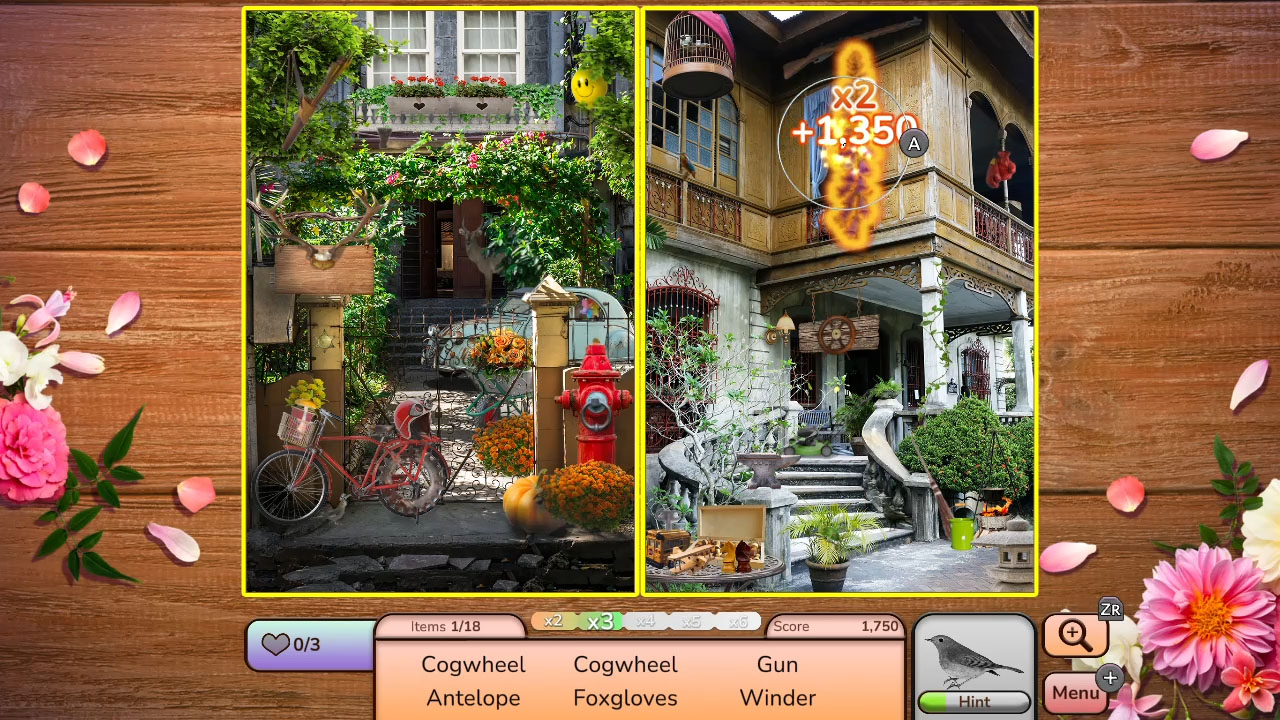 x2
+1,350
A
Items 1/18
x2 x3 x4 x5 x6
Score 1,750
0/3
Cogwheel Cogwheel Gun
Antelope Foxgloves Winder
Hint
ZR
Menu